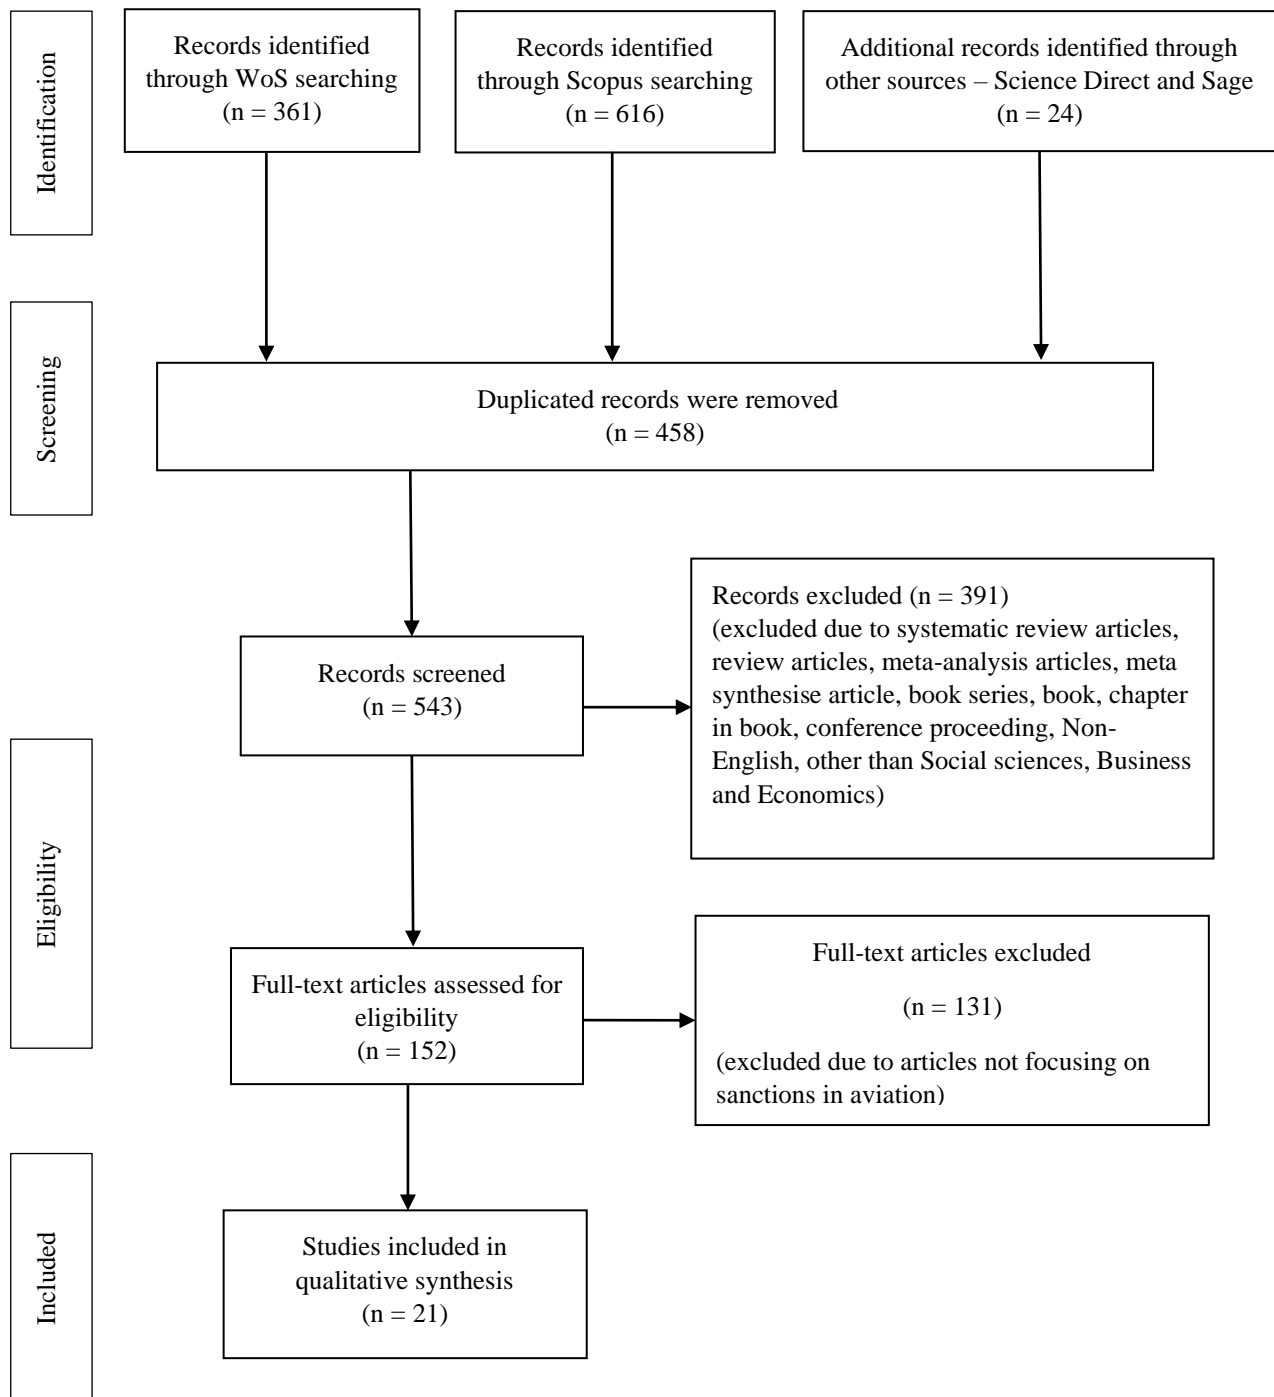 Identification
Records identified
through WoS searching
(n = 361)
Records identified
through Scopus searching
(n = 616)
Additional records identified through
other sources – Science Direct and Sage
(n = 24)
Screening
Duplicated records were removed
(n = 458)
Records screened
(n = 543)
Records excluded (n = 391)
(excluded due to systematic review articles,
review articles, meta-analysis articles, meta
synthesise article, book series, book, chapter
in book, conference proceeding, Non-
English, other than Social sciences, Business
and Economics)
Eligibility
Full-text articles assessed for
eligibility
(n = 152)
Full-text articles excluded
(n = 131)
(excluded due to articles not focusing on
sanctions in aviation)
Included
Studies included in
qualitative synthesis
(n = 21)